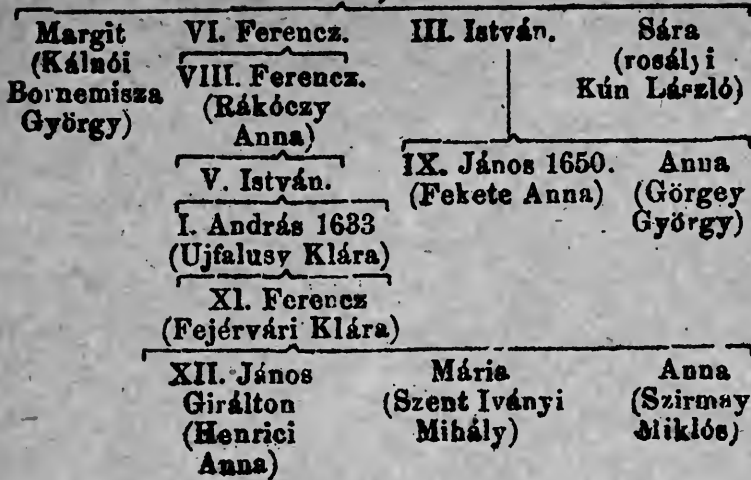 Margit VI. Ferencz. III. István. Sára
(Kálnói VIII. Ferencz. (rosályi
Bornemisza (Rákóczy Kún László)
György) Anna)
V. István. IX. János 1650. Anna
(Fekete Anna) (Görgey
I. András 1633 György)
(Ujfalusy Klára)
XI. Ferencz
(Fejérvári Klára)
XII. János Mária Anna
Girálton (Szent Iványi (Szirmay
(Henrici Mihály) Miklós)
Anna)